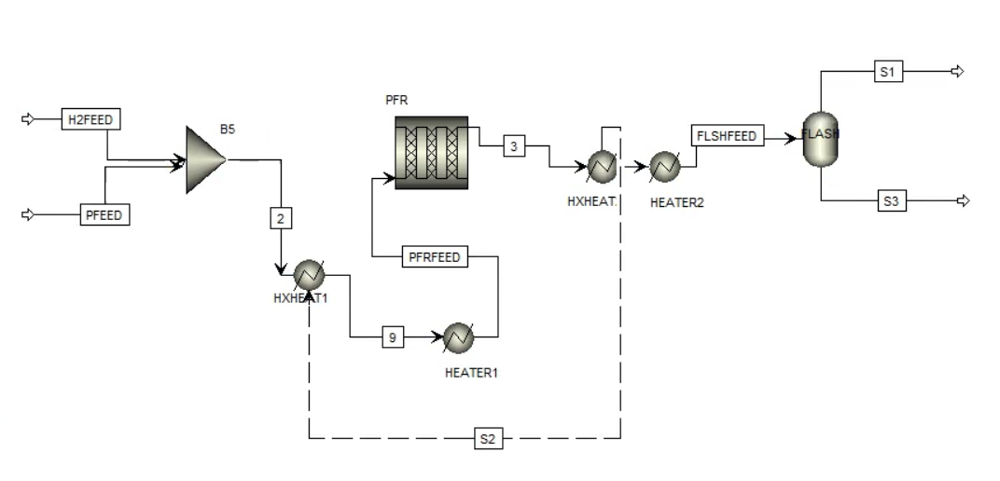 H2FEED
PFEED
B5
2
HXHEAT1
9
HEATER1
PFRFEED
PFR
3
HXHEAT
HEATER2
FLSHFEED
FLASH
S1
S3
S2